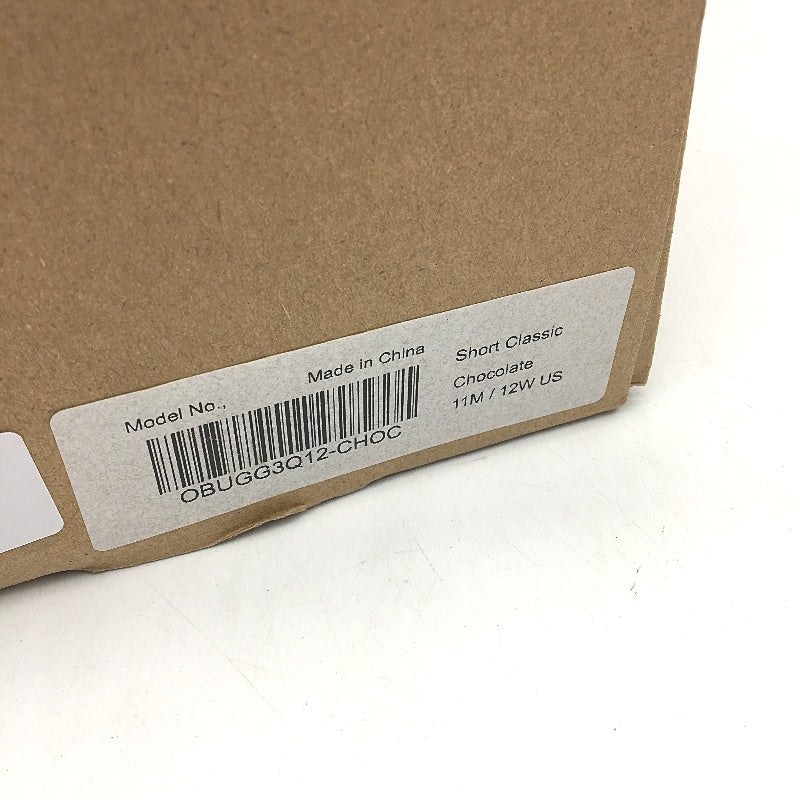 Model No.,
Made in China
OBUGG3Q12-CHOC
Short Classic
Chocolate
11M / 12W US